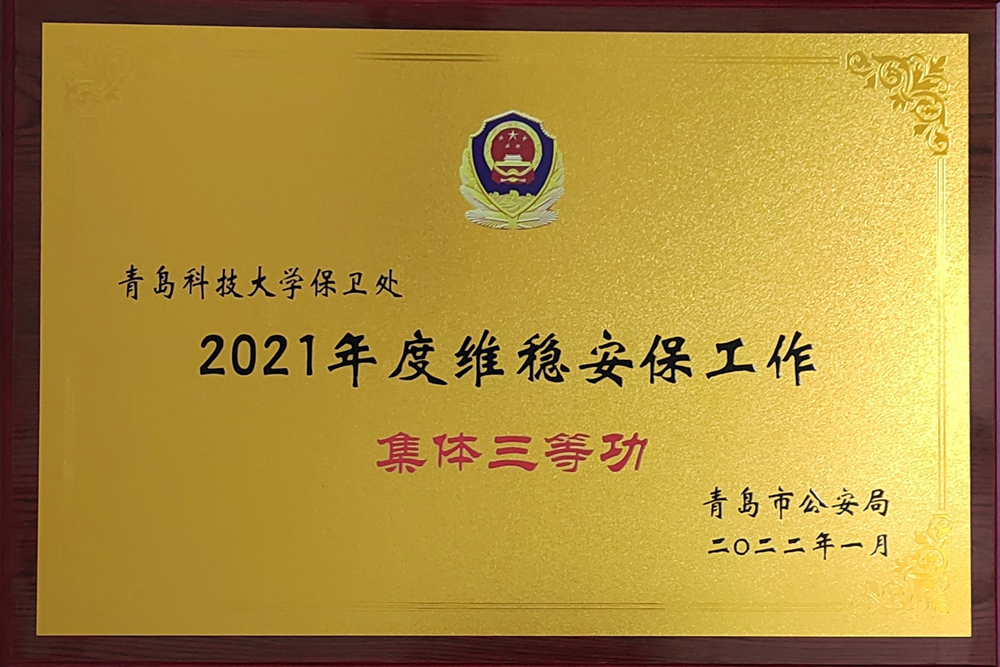 青岛科技大学保卫处
2021年度维稳安保工作
集体三等功
青岛市公安局
二〇二二年一月